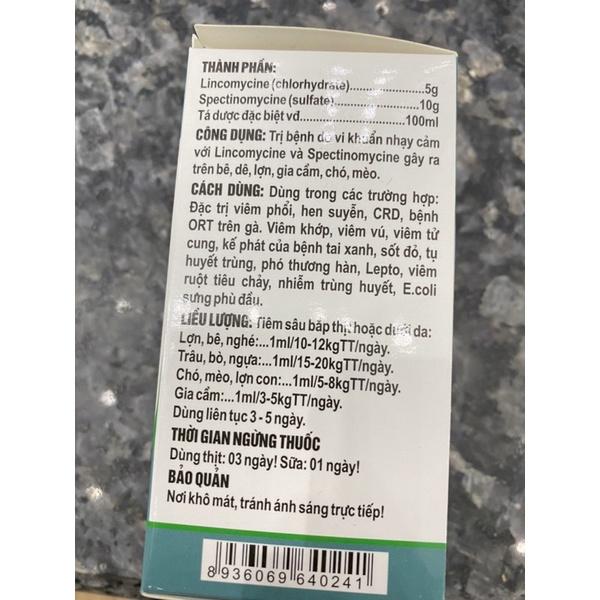 THÀNH PHẦN:
Lincomycine (chlorhydrate)....................5g
Spectinomycine (sulfate)......................10g
Tá dược đặc biệt vđ..............................100ml
CÔNG DỤNG: Trị bệnh do vi khuẩn nhạy cảm
với Lincomycine và Spectinomycine gây ra
trên bê, dê, lợn, gia cầm, chó, mèo.
CÁCH DÙNG: Dùng trong các trường hợp:
Đặc trị viêm phổi, hen suyễn, CRD, bệnh
ORT trên gà. Viêm khớp, viêm vú, viêm tử
cung, kế phát của bệnh tai xanh, sốt đỏ, tụ
huyết trùng, phó thương hàn, Lepto, viêm
ruột tiêu chảy, nhiễm trùng huyết, E.coli
sưng phù đầu.
LIỀU LƯỢNG: Tiêm sâu bắp thịt hoặc dưới da:
Lợn, bê, nghé:...1ml/10-12kgTT/ngày.
Trâu, bò, ngựa:...1ml/15-20kgTT/ngày.
Chó, mèo, lợn con:...1ml/5-8kgTT/ngày.
Gia cầm:...1ml/3-5kgTT/ngày.
Dùng liên tục 3 - 5 ngày.
THỜI GIAN NGỪNG THUỐC
Dùng thịt: 03 ngày! Sữa: 01 ngày!
BẢO QUẢN
Nơi khô mát, tránh ánh sáng trực tiếp!
8 936069 640241